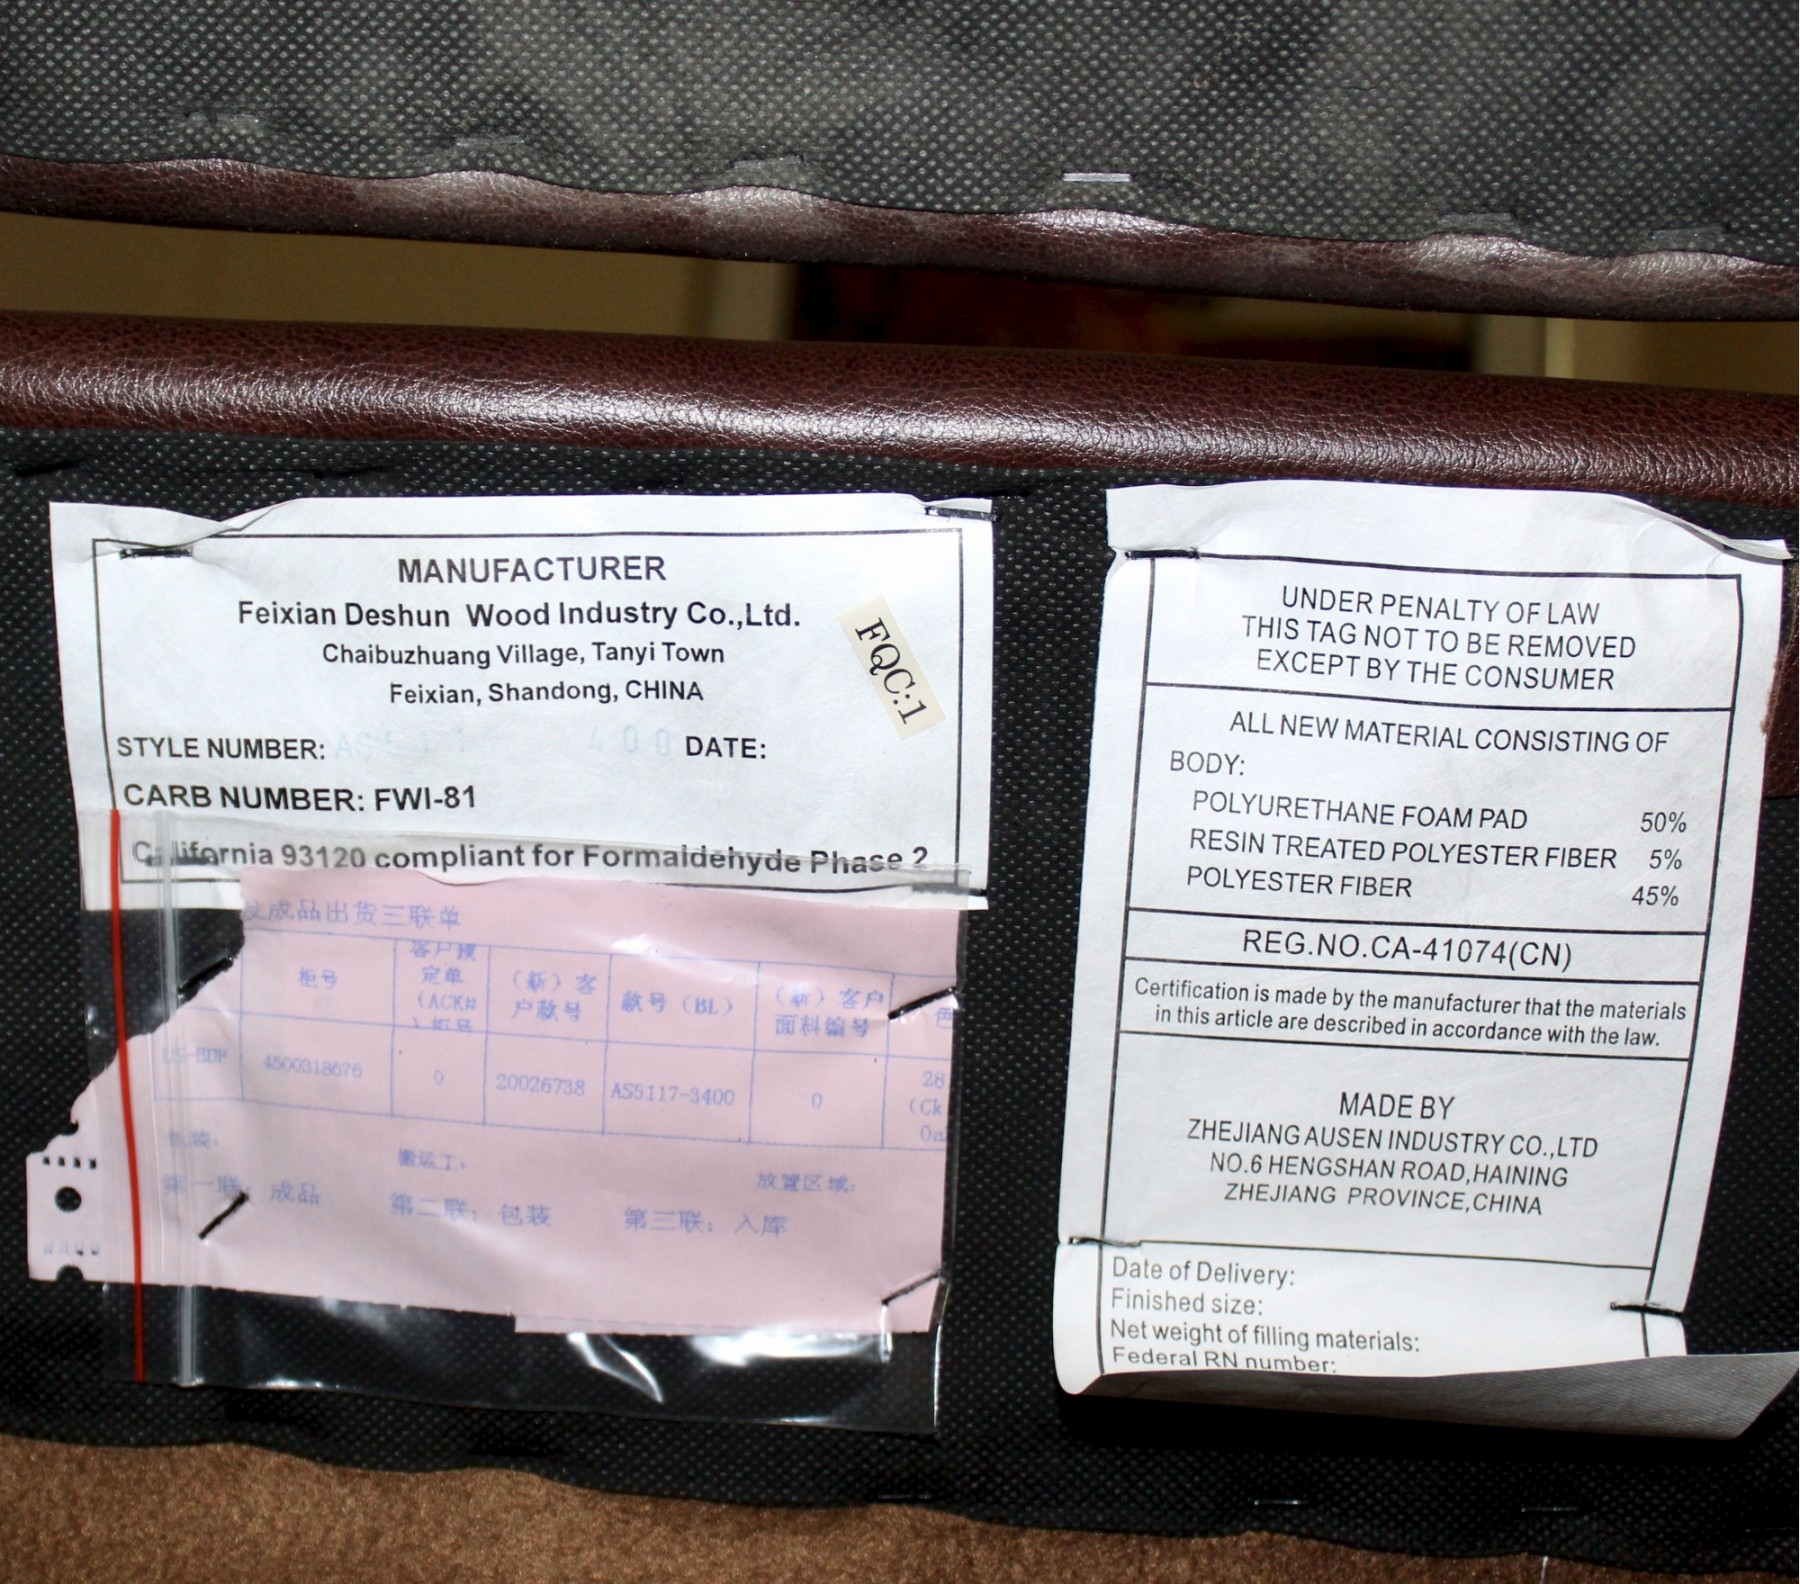 MANUFACTURER
Feixian Deshun Wood Industry Co.,Ltd.
Chaibuzhuang Village, Tanyi Town
Feixian, Shandong, CHINA
FQC:1
STYLE NUMBER: DATE:
CARB NUMBER: FWI-81
California 93120 compliant for Formaldehyde Phase 2
成品出货三联单
柜号
客户预
定单
(ACK#
（新）客
户款号
款号（BL）
（新）客户
面料编号
色
4500318676
0
20026738
AS5117-3400
0
28
(Ck
Oa
包装:
搬运工:
放置区域:
第一联: 成品
第二联: 包装
第三联: 入库
UNDER PENALTY OF LAW
THIS TAG NOT TO BE REMOVED
EXCEPT BY THE CONSUMER
ALL NEW MATERIAL CONSISTING OF
BODY:
POLYURETHANE FOAM PAD 50%
RESIN TREATED POLYESTER FIBER 5%
POLYESTER FIBER 45%
REG.NO.CA-41074(CN)
Certification is made by the manufacturer that the materials
in this article are described in accordance with the law.
MADE BY
ZHEJIANG AUSEN INDUSTRY CO.,LTD
NO.6 HENGSHAN ROAD,HAINING
ZHEJIANG PROVINCE,CHINA
Date of Delivery:
Finished size:
Net weight of filling materials:
Federal RN number: